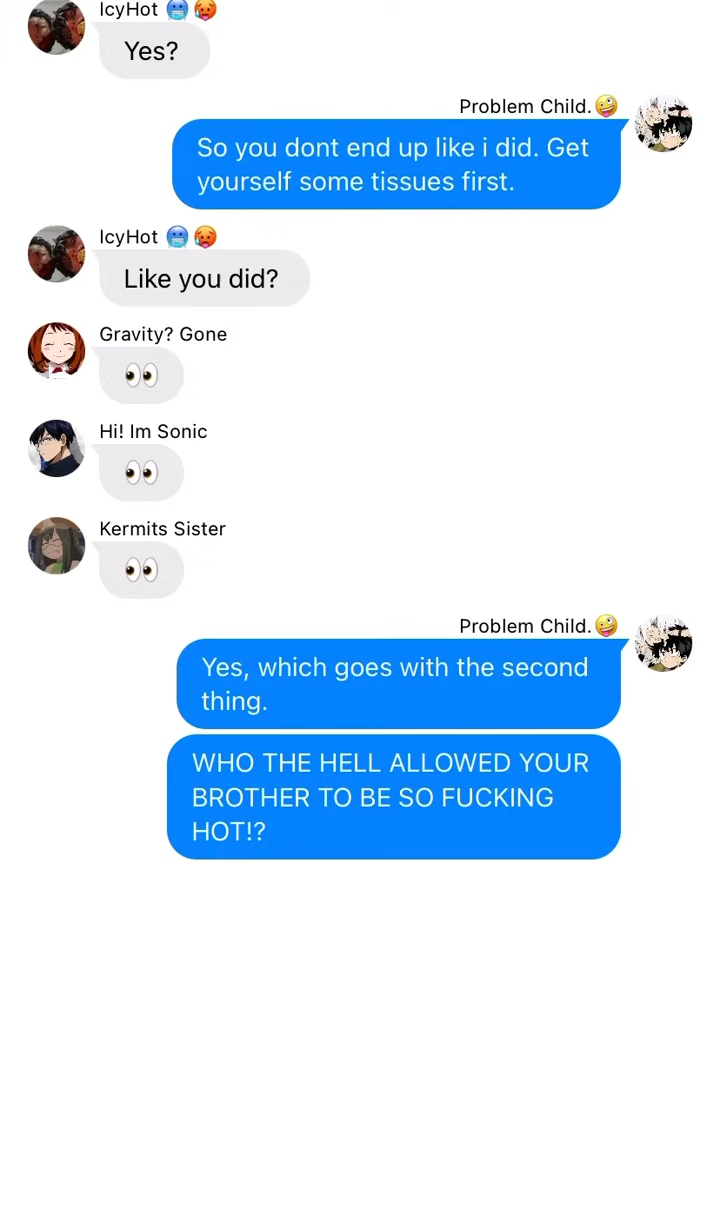 IcyHot 🥶🥵
Yes?
Problem Child.🤪
So you dont end up like i did. Get
yourself some tissues first.
IcyHot 🥶🥵
Like you did?
Gravity? Gone
👀
Hi! Im Sonic
👀
Kermits Sister
👀
Problem Child.🤪
Yes, which goes with the second
thing.
WHO THE HELL ALLOWED YOUR
BROTHER TO BE SO FUCKING
HOT!?